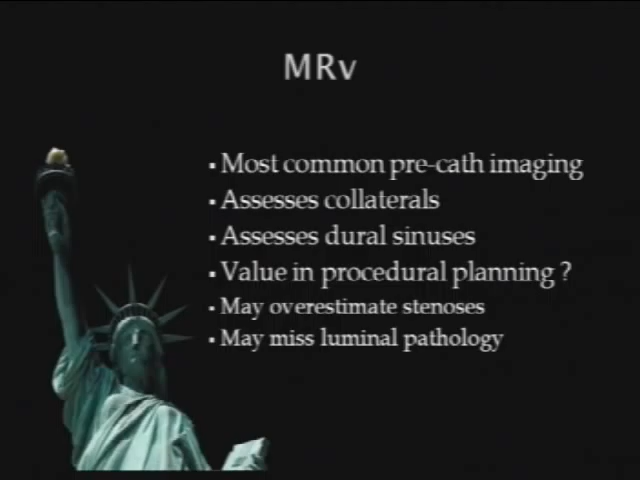 MRv
▪ Most common pre-cath imaging
▪ Assesses collaterals
▪ Assesses dural sinuses
▪ Value in procedural planning ?
▪ May overestimate stenoses
▪ May miss luminal pathology